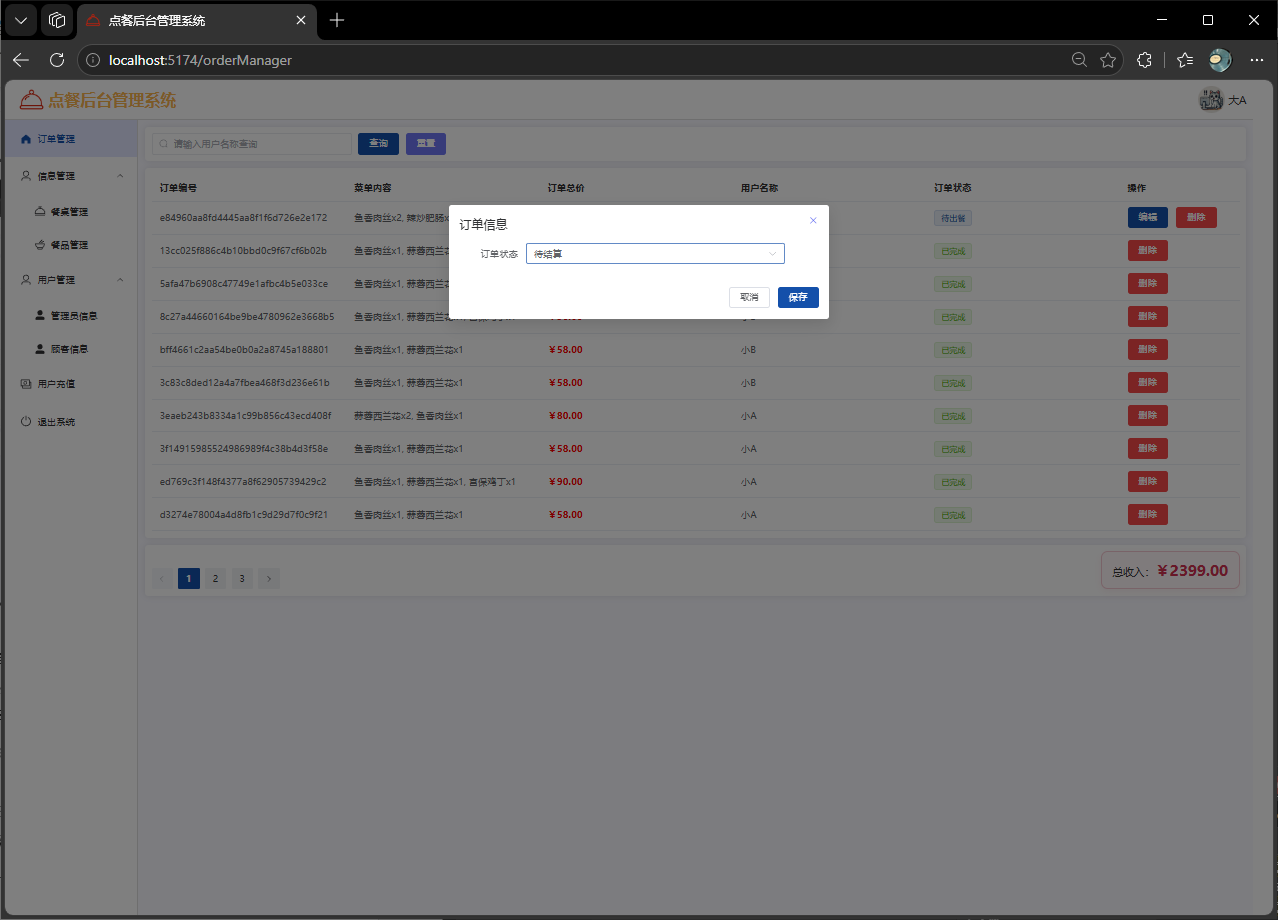 点餐后台管理系统
localhost:5174/orderManager
点餐后台管理系统
大A
订单管理
信息管理
餐桌管理
餐品管理
用户管理
管理员信息
顾客信息
用户充值
退出系统
请输入用户名称查询 查询 重置
订单编号 菜单内容 订单总价 用户名称 订单状态 操作
e84960aa8fd4445aa8f1f6d726e2e172 鱼香肉丝x2, 辣炒肥肠x 待出餐 编辑 删除
13cc025f886c4b10bbd0c9f67cf6b02b 鱼香肉丝x1, 蒜蓉西兰花 已完成 删除
5afa47b6908c47749e1afbc4b5e033ce 鱼香肉丝x1, 蒜蓉西兰花 已完成 删除
8c27a44660164be9be4780962e3668b5 鱼香肉丝x1, 蒜蓉西兰花 已完成 删除
bff4661c2aa54be0b0a2a8745a188801 鱼香肉丝x1, 蒜蓉西兰花x1 ¥58.00 小B 已完成 删除
3c83c8ded12a4a7fbea468f3d236e61b 鱼香肉丝x1, 蒜蓉西兰花x1 ¥58.00 小B 已完成 删除
3eaeb243b8334a1c99b856c43ecd408f 蒜蓉西兰花x2, 鱼香肉丝x1 ¥80.00 小A 已完成 删除
3f14915985524986989f4c38b4d3f58e 鱼香肉丝x1, 蒜蓉西兰花x1 ¥58.00 小A 已完成 删除
ed769c3f148f4377a8f62905739429c2 鱼香肉丝x1, 蒜蓉西兰花x1, 宫保鸡丁x1 ¥90.00 小A 已完成 删除
d3274e78004a4d8fb1c9d29d7f0c9f21 鱼香肉丝x1, 蒜蓉西兰花x1 ¥58.00 小A 已完成 删除
1 2 3
总收入: ¥2399.00
订单信息
订单状态 待结算
取消 保存